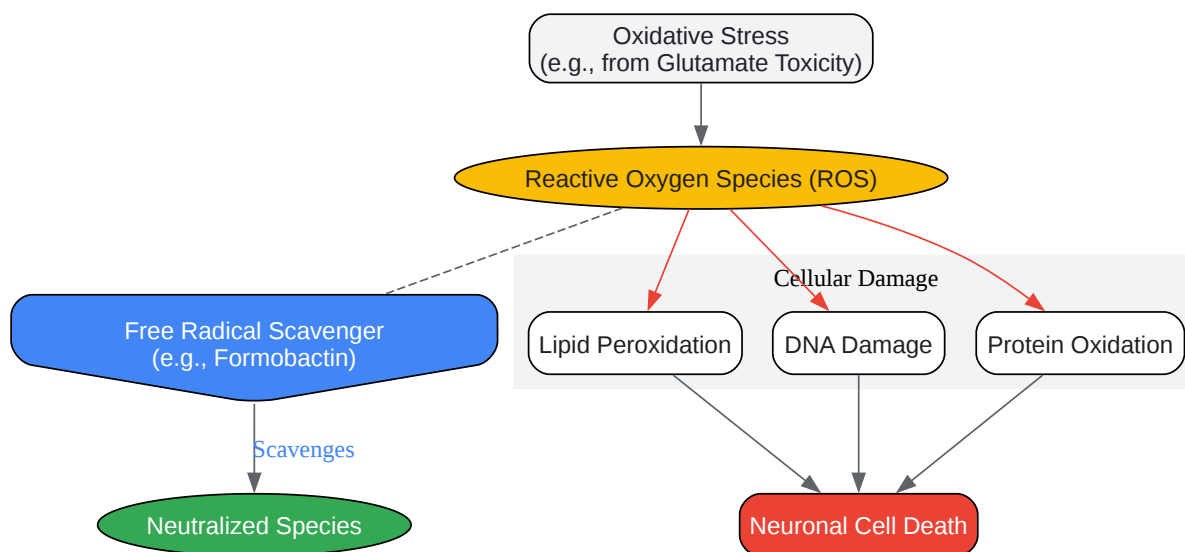 Oxidative Stress
(e.g., from Glutamate Toxicity)
Reactive Oxygen Species (ROS)
Cellular Damage
Free Radical Scavenger
(e.g., Formobactin)
Lipid Peroxidation
DNA Damage
Protein Oxidation
Scavenges
Neutralized Species
Neuronal Cell Death